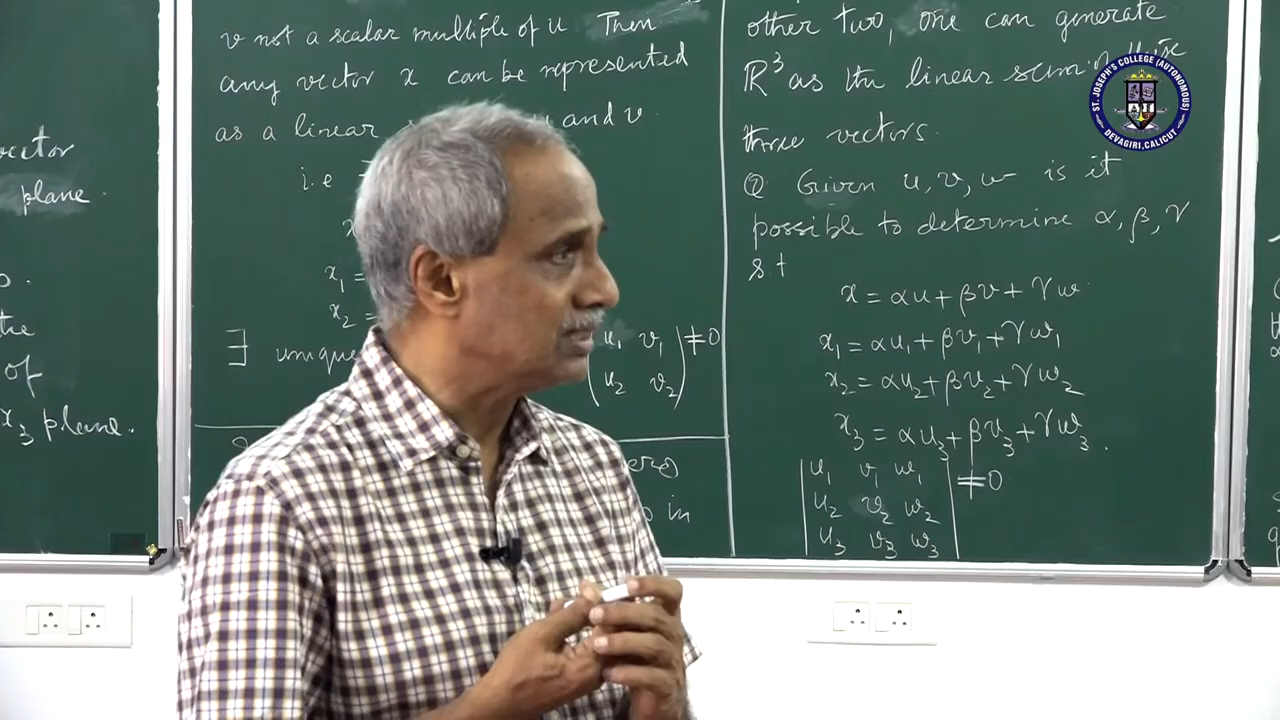 vector
plane.
o.
the
of
x₃ plane.
v not a scalar multiple of u. Then
any vector x can be represented
as a linear and v.
i.e
x
x₁ =
x₂ =
∃ unique | u₁ v₁ | ≠ 0
| u₂ v₂ |
ero
in
other two, one can generate
ℝ³ as the linear sum these
three vectors.
Q Given u, v, w is it
possible to determine α, β, γ
st
x = αu + βv + γw
x₁ = αu₁ + βv₁ + γw₁
x₂ = αu₂ + βv₂ + γw₂
x₃ = αu₃ + βv₃ + γw₃.
| u₁ v₁ w₁ | ≠ 0
| u₂ v₂ w₂ |
| u₃ v₃ w₃ |
ST. JOSEPH'S COLLEGE (AUTONOMOUS)
DEVAGIRI, CALICUT